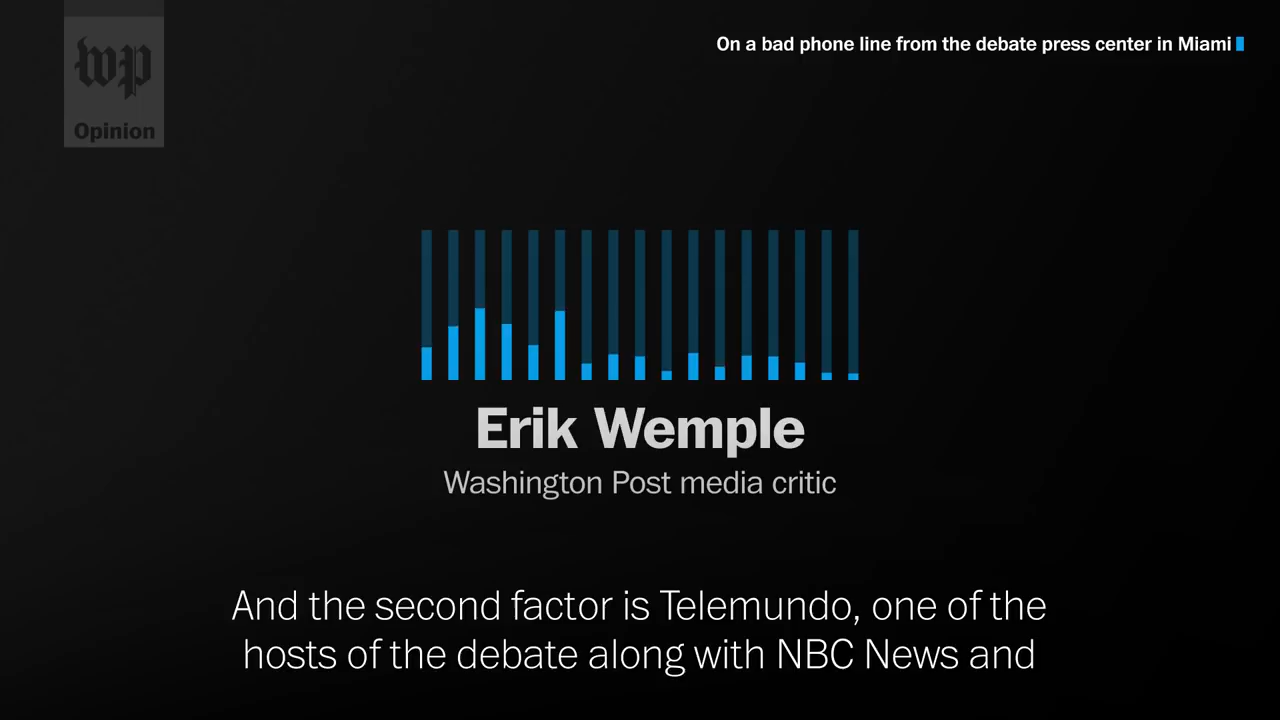 wp
Opinion
On a bad phone line from the debate press center in Miami
Erik Wemple
Washington Post media critic
And the second factor is Telemundo, one of the
hosts of the debate along with NBC News and